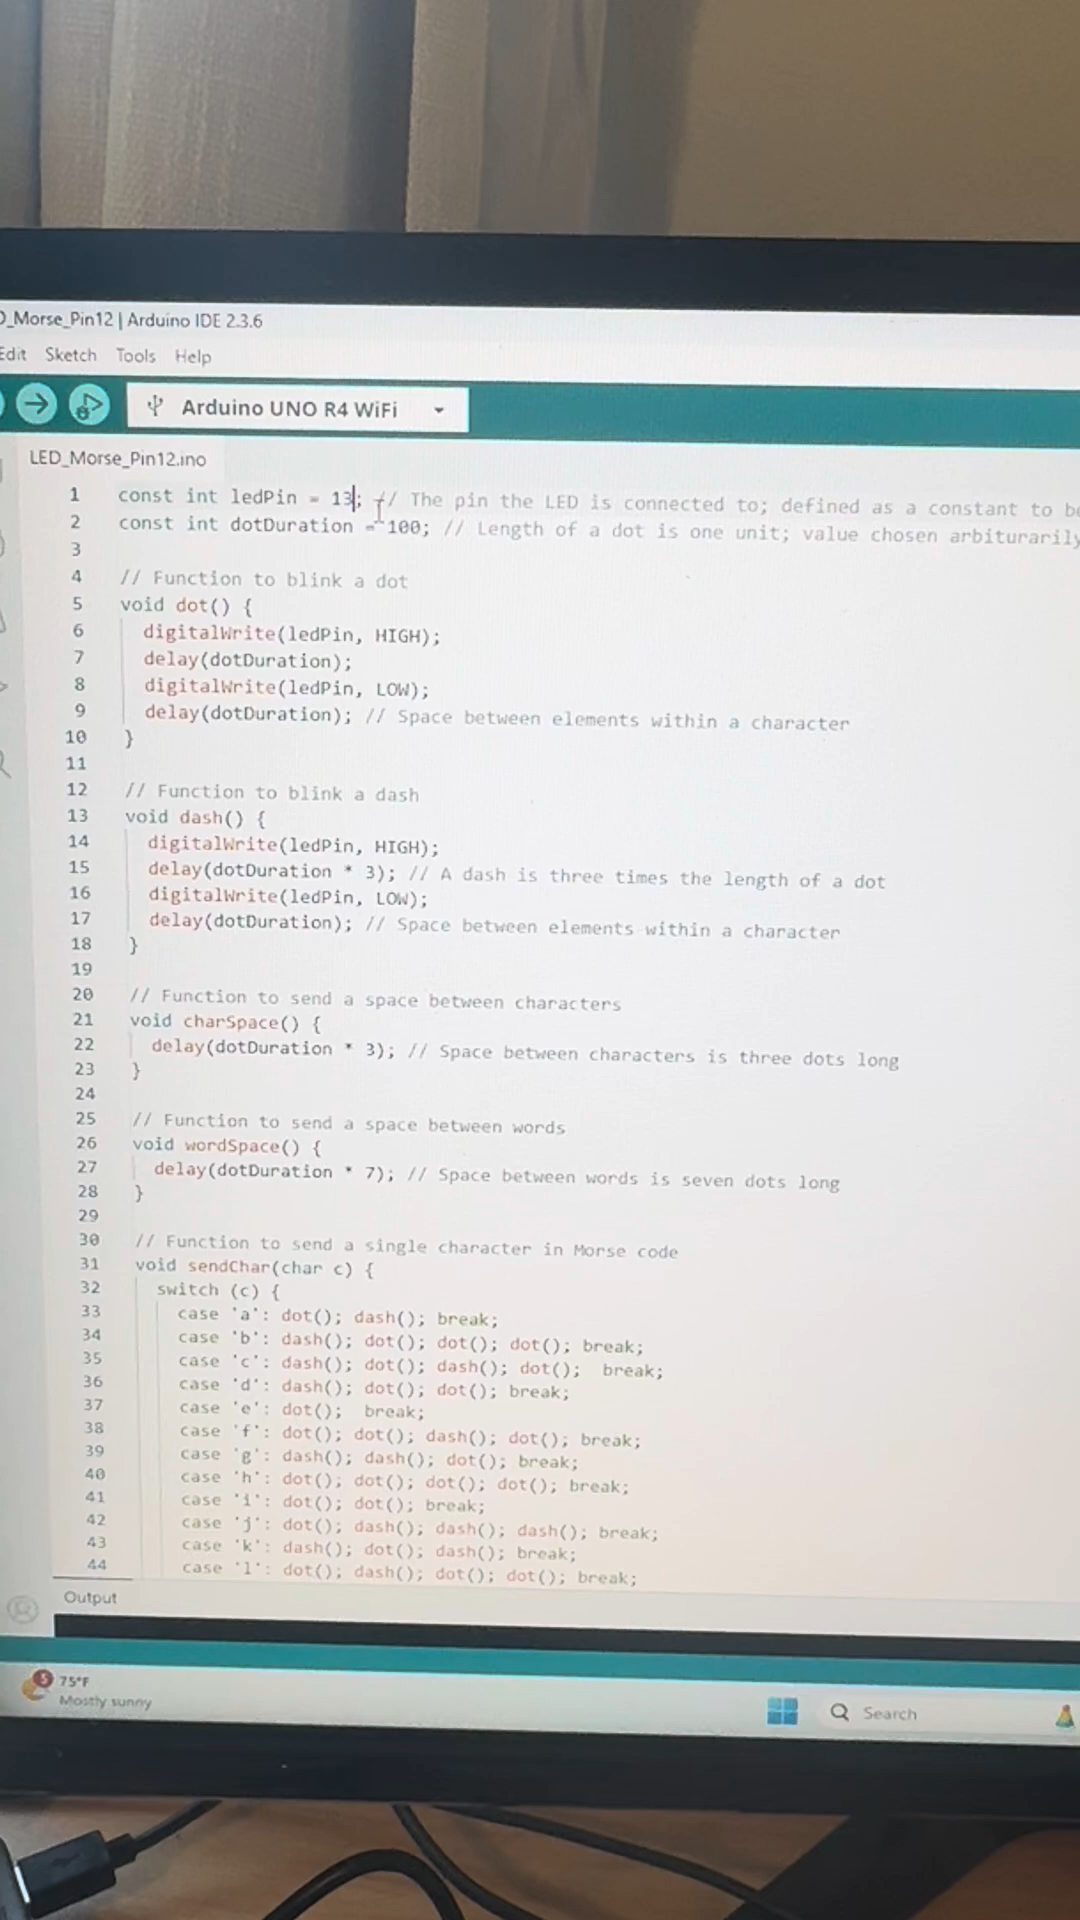 D_Morse_Pin12 | Arduino IDE 2.3.6
Edit Sketch Tools Help
Arduino UNO R4 WiFi
LED_Morse_Pin12.ino
1 const int ledPin = 13; // The pin the LED is connected to; defined as a constant to be
2 const int dotDuration = 100; // Length of a dot is one unit; value chosen arbiturarily
3
4 // Function to blink a dot
5 void dot() {
6 digitalWrite(ledPin, HIGH);
7 delay(dotDuration);
8 digitalWrite(ledPin, LOW);
9 delay(dotDuration); // Space between elements within a character
10 }
11
12 // Function to blink a dash
13 void dash() {
14 digitalWrite(ledPin, HIGH);
15 delay(dotDuration * 3); // A dash is three times the length of a dot
16 digitalWrite(ledPin, LOW);
17 delay(dotDuration); // Space between elements within a character
18 }
19
20 // Function to send a space between characters
21 void charSpace() {
22 delay(dotDuration * 3); // Space between characters is three dots long
23 }
24
25 // Function to send a space between words
26 void wordSpace() {
27 delay(dotDuration * 7); // Space between words is seven dots long
28 }
29
30 // Function to send a single character in Morse code
31 void sendChar(char c) {
32 switch (c) {
33 case 'a': dot(); dash(); break;
34 case 'b': dash(); dot(); dot(); dot(); break;
35 case 'c': dash(); dot(); dash(); dot(); break;
36 case 'd': dash(); dot(); dot(); break;
37 case 'e': dot(); break;
38 case 'f': dot(); dot(); dash(); dot(); break;
39 case 'g': dash(); dash(); dot(); break;
40 case 'h': dot(); dot(); dot(); dot(); break;
41 case 'i': dot(); dot(); break;
42 case 'j': dot(); dash(); dash(); dash(); break;
43 case 'k': dash(); dot(); dash(); break;
44 case 'l': dot(); dash(); dot(); dot(); break;
Output
5
75°F
Mostly sunny
Search